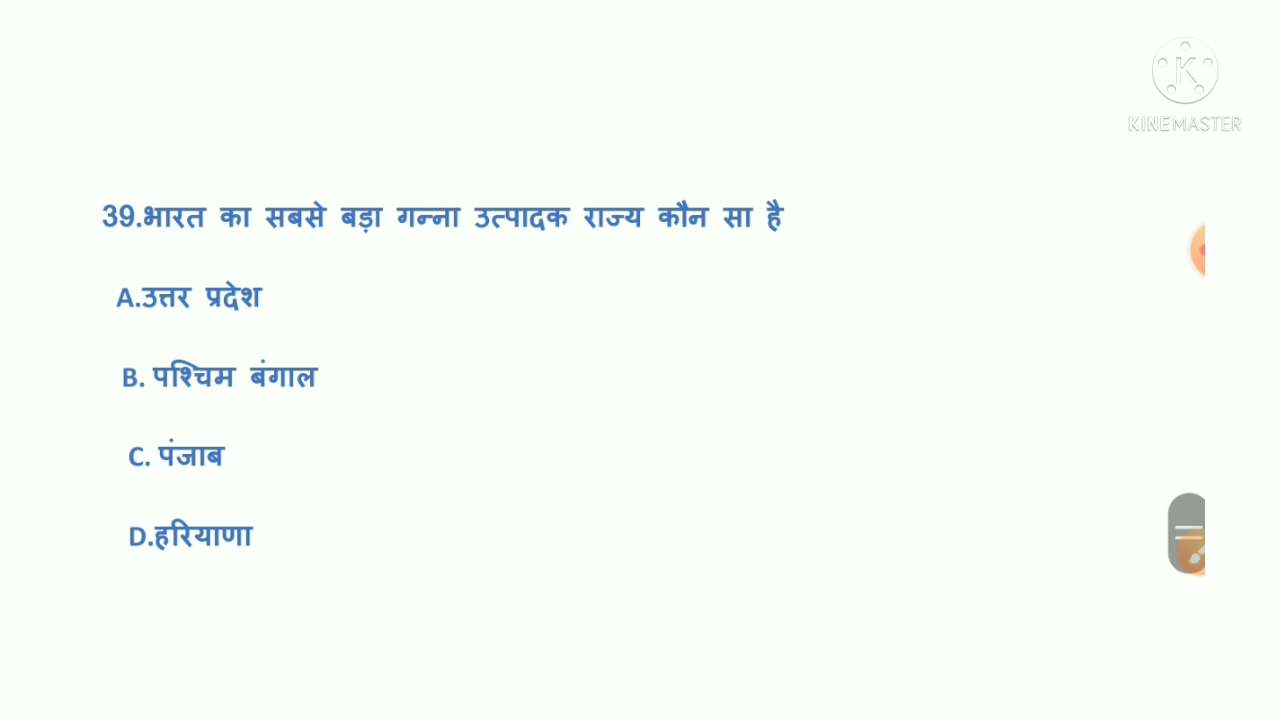 KINEMASTER
39.भारत का सबसे बड़ा गन्ना उत्पादक राज्य कौन सा है
A.उत्तर प्रदेश
B. पश्चिम बंगाल
C. पंजाब
D.हरियाणा